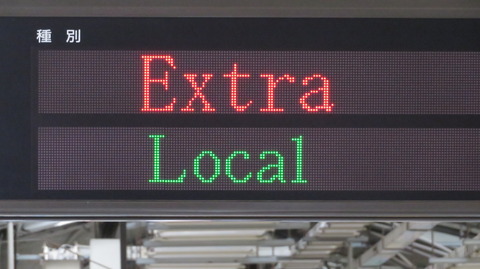 種別
Extra
Local